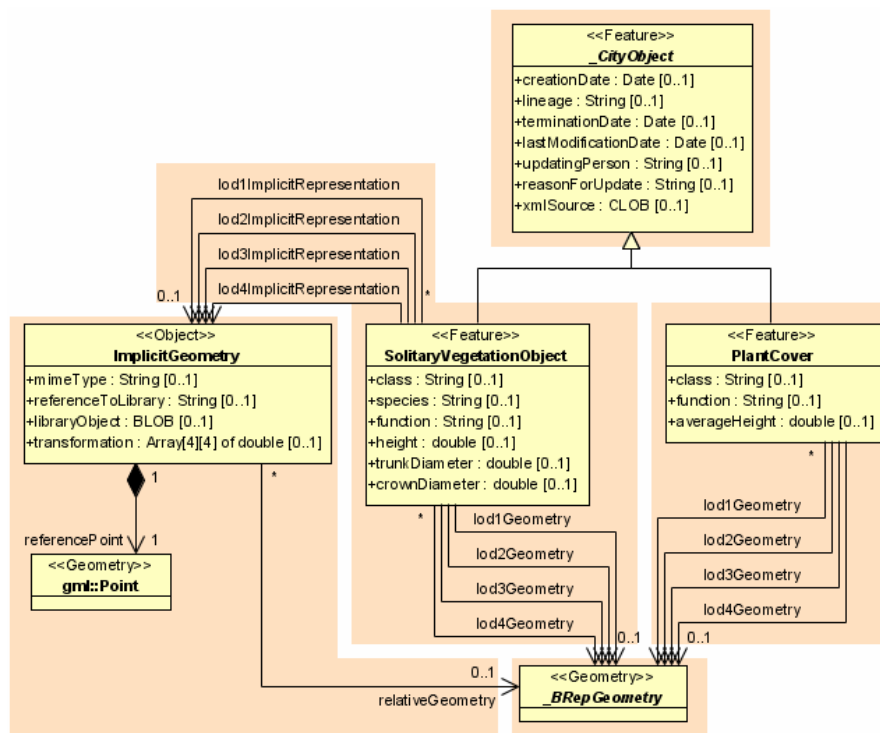 <<Feature>>
_CityObject
+creationDate : Date [0..1]
+lineage : String [0..1]
+terminationDate : Date [0..1]
+lastModificationDate : Date [0..1]
+updatingPerson : String [0..1]
+reasonForUpdate : String [0..1]
+xmlSource : CLOB [0..1]
lod1ImplicitRepresentation
lod2ImplicitRepresentation
lod3ImplicitRepresentation
lod4ImplicitRepresentation
0..1
*
<<Object>>
ImplicitGeometry
+mimeType : String [0..1]
+referenceToLibrary : String [0..1]
+libraryObject : BLOB [0..1]
+transformation : Array[4][4] of double [0..1]
<<Feature>>
SolitaryVegetationObject
+class : String [0..1]
+species : String [0..1]
+function : String [0..1]
+height : double [0..1]
+trunkDiameter : double [0..1]
+crownDiameter : double [0..1]
<<Feature>>
PlantCover
+class : String [0..1]
+function : String [0..1]
+averageHeight : double [0..1]
1
*
*
*
referencePoint
1
<<Geometry>>
gml::Point
lod1Geometry
lod2Geometry
lod3Geometry
lod4Geometry
0..1
lod1Geometry
lod2Geometry
lod3Geometry
lod4Geometry
0..1
0..1
relativeGeometry
<<Geometry>>
_BRepGeometry